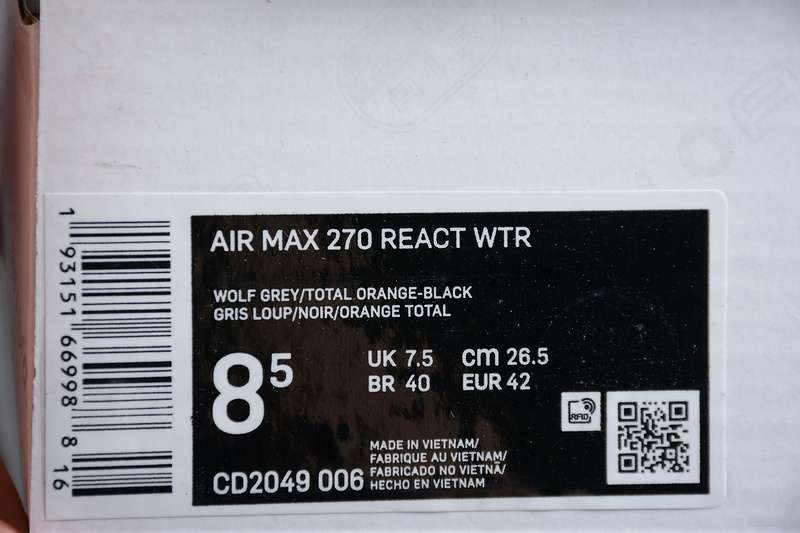 AIR MAX 270 REACT WTR
WOLF GREY/TOTAL ORANGE-BLACK
GRIS LOUP/NOIR/ORANGE TOTAL
8 5
UK 7.5 cm 26.5
BR 40 EUR 42
RFID
MADE IN VIETNAM/
FABRIQUE AU VIETNAM/
FABRICADO NO VIETNÃ/
HECHO EN VIETNAM
CD2049 006
1 93151 66998 8 16